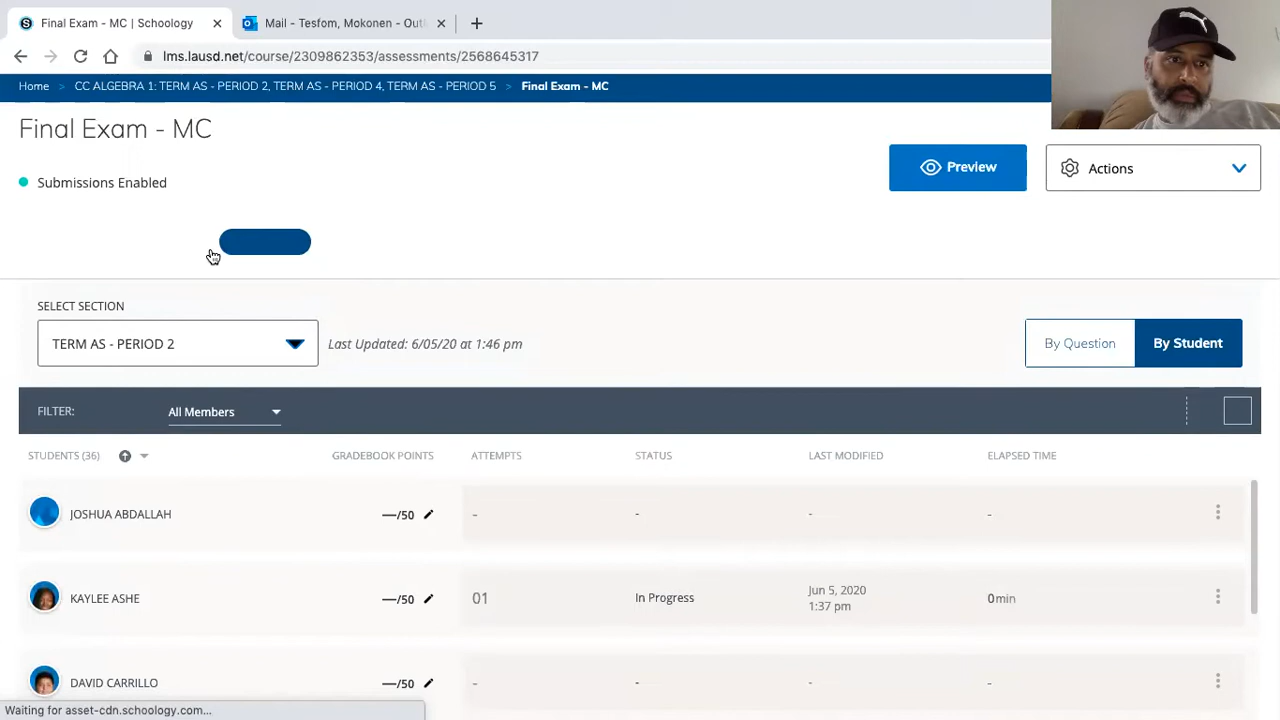 Final Exam - MC | Schoology
Mail - Tesfom, Mokonen - Outl
lms.lausd.net/course/2309862353/assessments/2568645317
Home > CC ALGEBRA 1: TERM AS - PERIOD 2, TERM AS - PERIOD 4, TERM AS - PERIOD 5 > Final Exam - MC
Final Exam - MC
Preview
Actions
Submissions Enabled
SELECT SECTION
TERM AS - PERIOD 2
Last Updated: 6/05/20 at 1:46 pm
By Question
By Student
FILTER:
All Members
STUDENTS (36)
GRADEBOOK POINTS
ATTEMPTS
STATUS
LAST MODIFIED
ELAPSED TIME
JOSHUA ABDALLAH
—/50
-
-
-
-
KAYLEE ASHE
—/50
01
In Progress
Jun 5, 2020
1:37 pm
0min
DAVID CARRILLO
—/50
-
-
-
-
Waiting for asset-cdn.schoology.com...